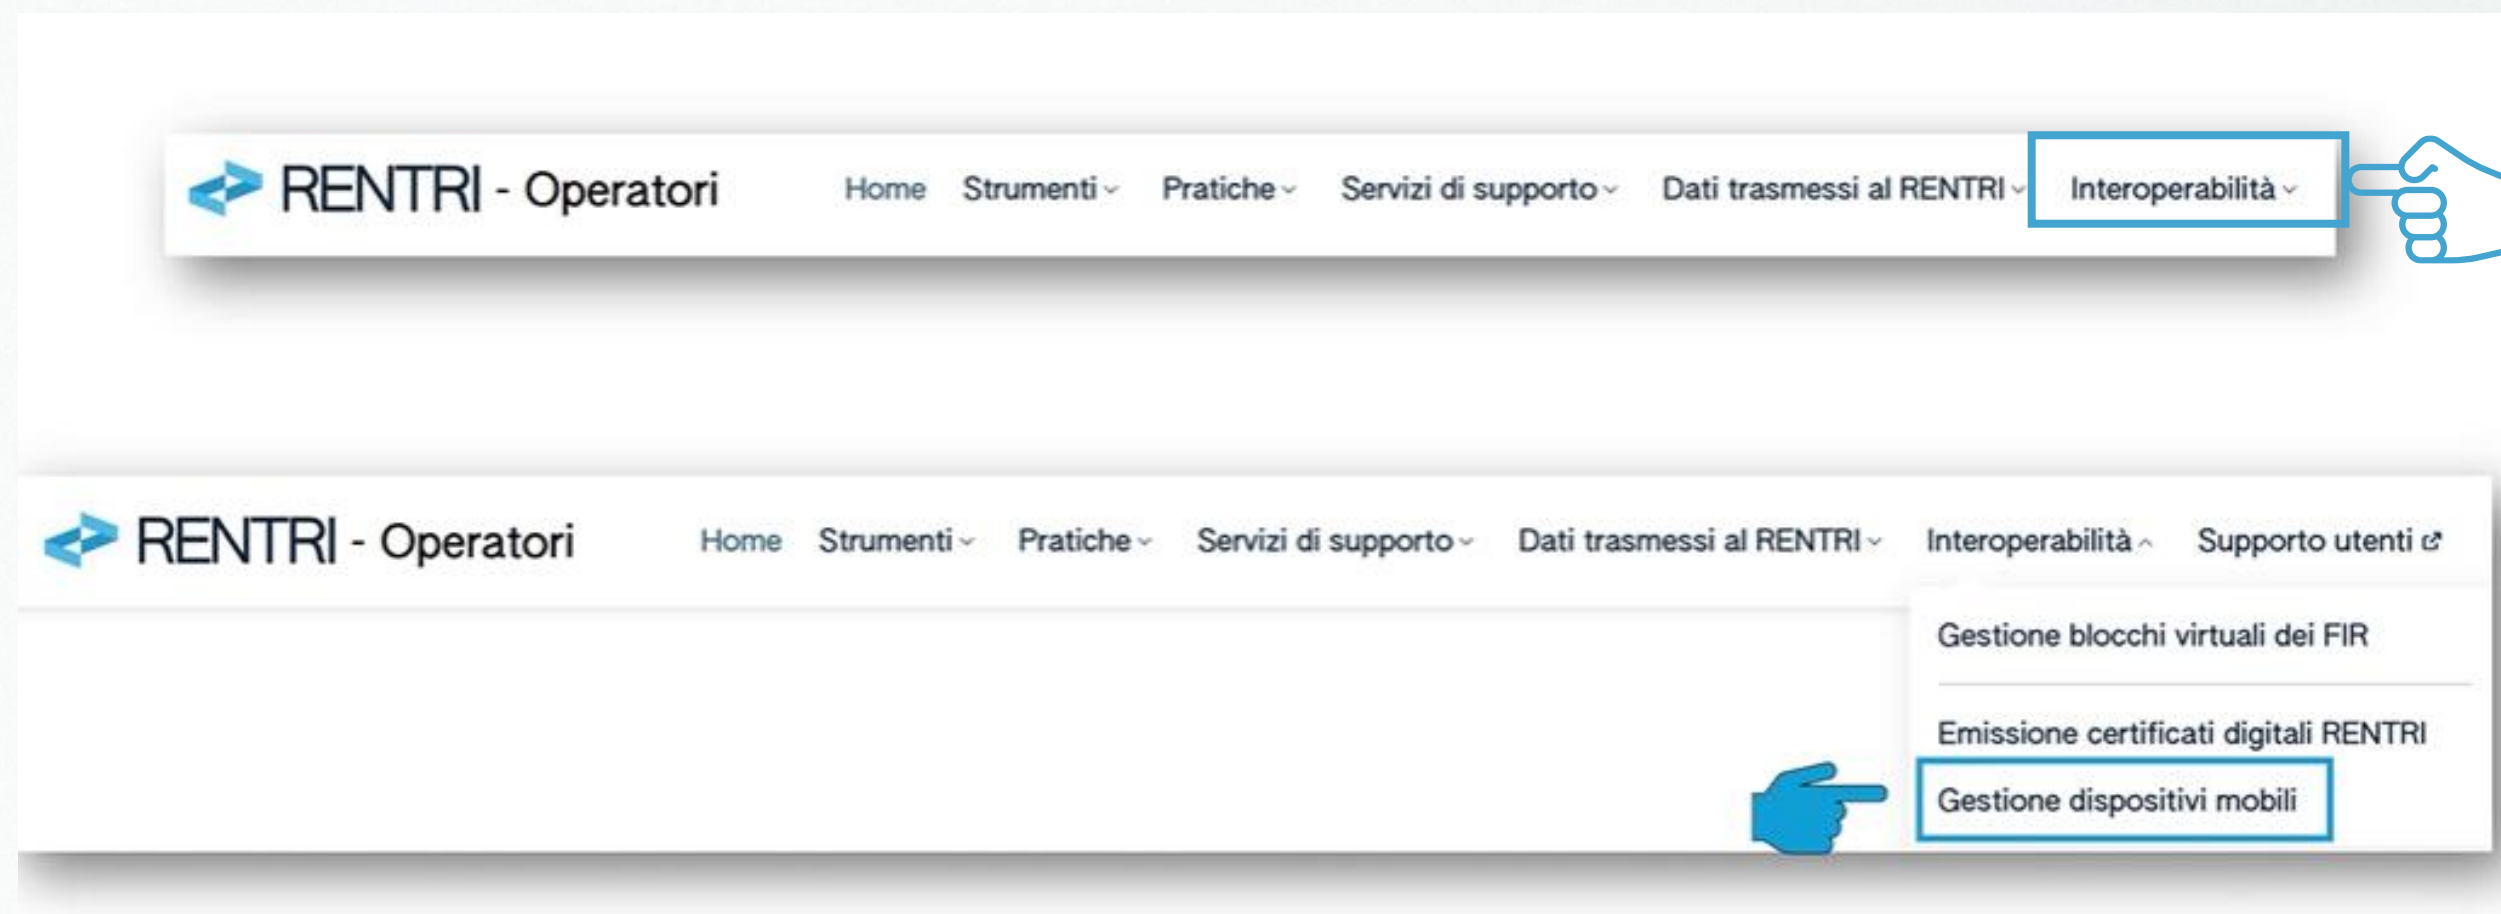 RENTRI - Operatori Home Strumenti Pratiche Servizi di supporto Dati trasmessi al RENTRI Interoperabilità
RENTRI - Operatori Home Strumenti Pratiche Servizi di supporto Dati trasmessi al RENTRI Interoperabilità Supporto utenti
Gestione blocchi virtuali dei FIR
Emissione certificati digitali RENTRI
Gestione dispositivi mobili